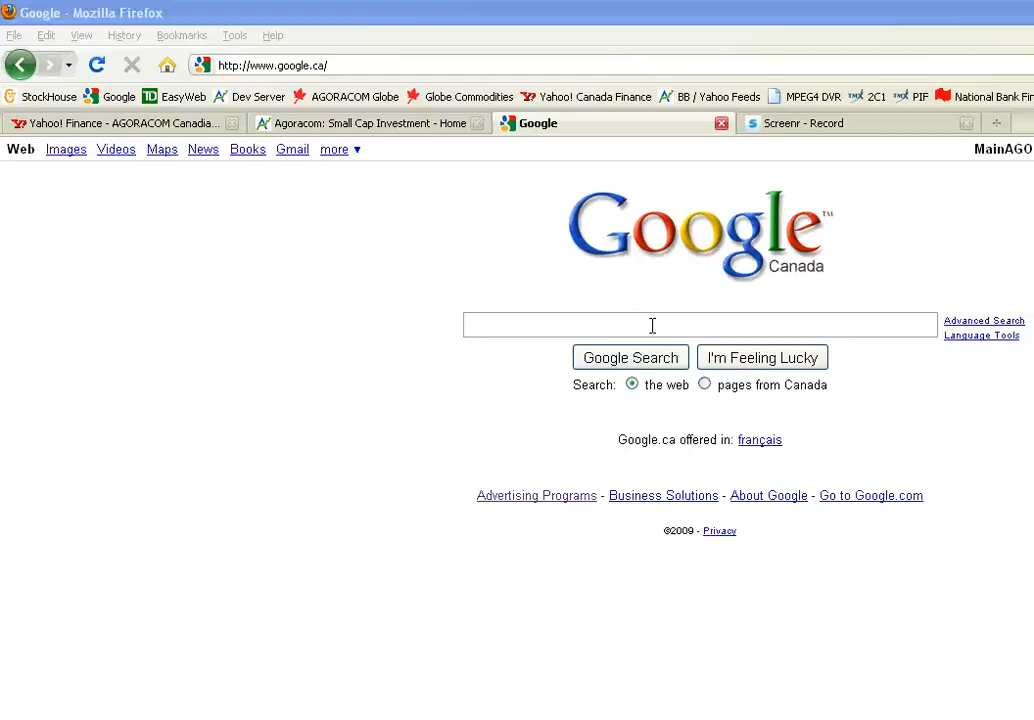 Google - Mozilla Firefox
File Edit View History Bookmarks Tools Help
http://www.google.ca/
StockHouse Google EasyWeb Dev Server AGORACOM Globe Globe Commodities Yahoo! Canada Finance BB / Yahoo Feeds MPEG4 DVR 2C1 PIF National Bank Fin
Yahoo! Finance - AGORACOM Canadia... Agoracom: Small Cap Investment - Home Google Screenr - Record
Web Images Videos Maps News Books Gmail more ▼ MainAGO
Google™
Canada
Advanced Search
Language Tools
Google Search I'm Feeling Lucky
Search: the web pages from Canada
Google.ca offered in: français
Advertising Programs - Business Solutions - About Google - Go to Google.com
©2009 - Privacy